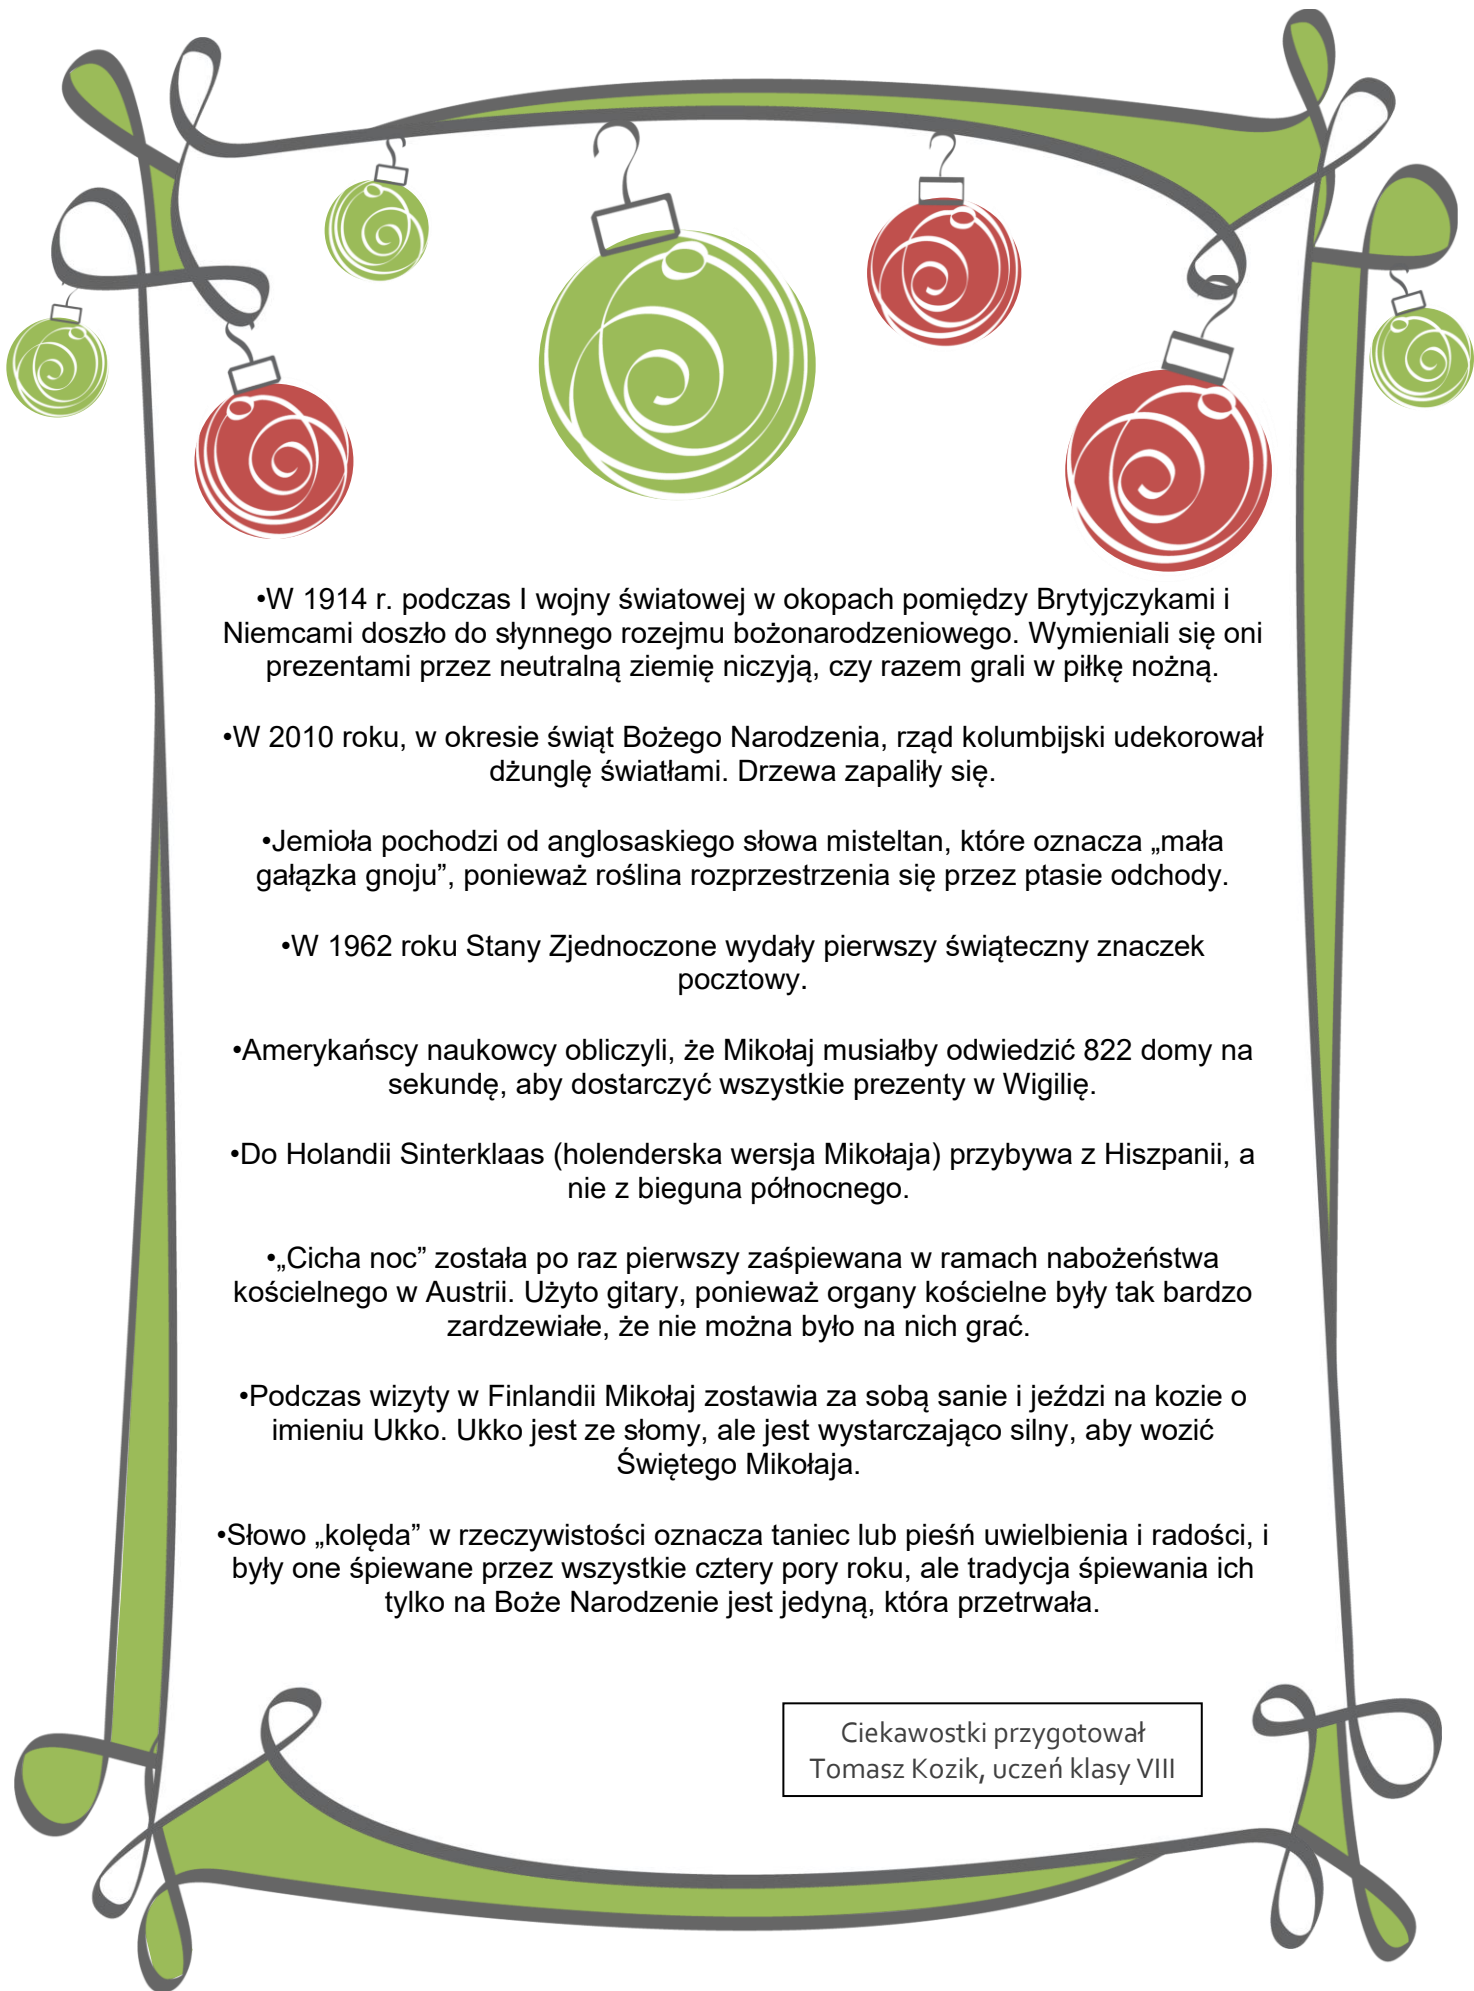 •W 1914 r. podczas I wojny światowej w okopach pomiędzy Brytyjczykami i
Niemcami doszło do słynnego rozejmu bożonarodzeniowego. Wymieniali się oni
prezentami przez neutralną ziemię niczyją, czy razem grali w piłkę nożną.
•W 2010 roku, w okresie świąt Bożego Narodzenia, rząd kolumbijski udekorował
dżunglę światłami. Drzewa zapaliły się.
•Jemioła pochodzi od anglosaskiego słowa misteltan, które oznacza „mała
gałązka gnoju”, ponieważ roślina rozprzestrzenia się przez ptasie odchody.
•W 1962 roku Stany Zjednoczone wydały pierwszy świąteczny znaczek
pocztowy.
•Amerykańscy naukowcy obliczyli, że Mikołaj musiałby odwiedzić 822 domy na
sekundę, aby dostarczyć wszystkie prezenty w Wigilię.
•Do Holandii Sinterklaas (holenderska wersja Mikołaja) przybywa z Hiszpanii, a
nie z bieguna północnego.
•„Cicha noc” została po raz pierwszy zaśpiewana w ramach nabożeństwa
kościelnego w Austrii. Użyto gitary, ponieważ organy kościelne były tak bardzo
zardzewiałe, że nie można było na nich grać.
•Podczas wizyty w Finlandii Mikołaj zostawia za sobą sanie i jeździ na kozie o
imieniu Ukko. Ukko jest ze słomy, ale jest wystarczająco silny, aby wozić
Świętego Mikołaja.
•Słowo „kolęda” w rzeczywistości oznacza taniec lub pieśń uwielbienia i radości, i
były one śpiewane przez wszystkie cztery pory roku, ale tradycja śpiewania ich
tylko na Boże Narodzenie jest jedyną, która przetrwała.
Ciekawostki przygotował
Tomasz Kozik, uczeń klasy VIII